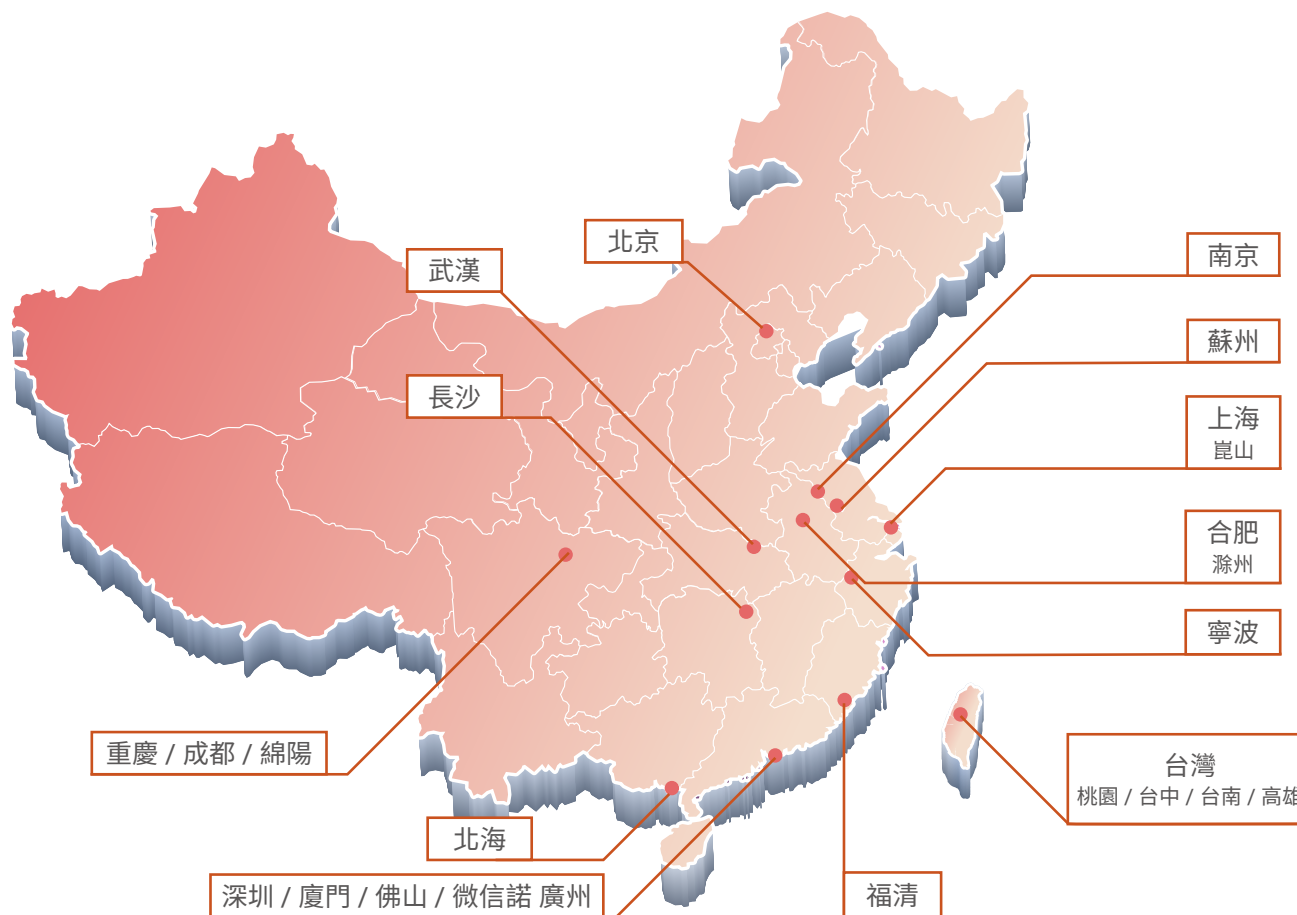 北京
南京
武漢
蘇州
長沙
上海
崑山
合肥
滁州
寧波
重慶 / 成都 / 綿陽
台灣
桃園 / 台中 / 台南 / 高雄
北海
深圳 / 廈門 / 佛山 / 微信諾 廣州
福清